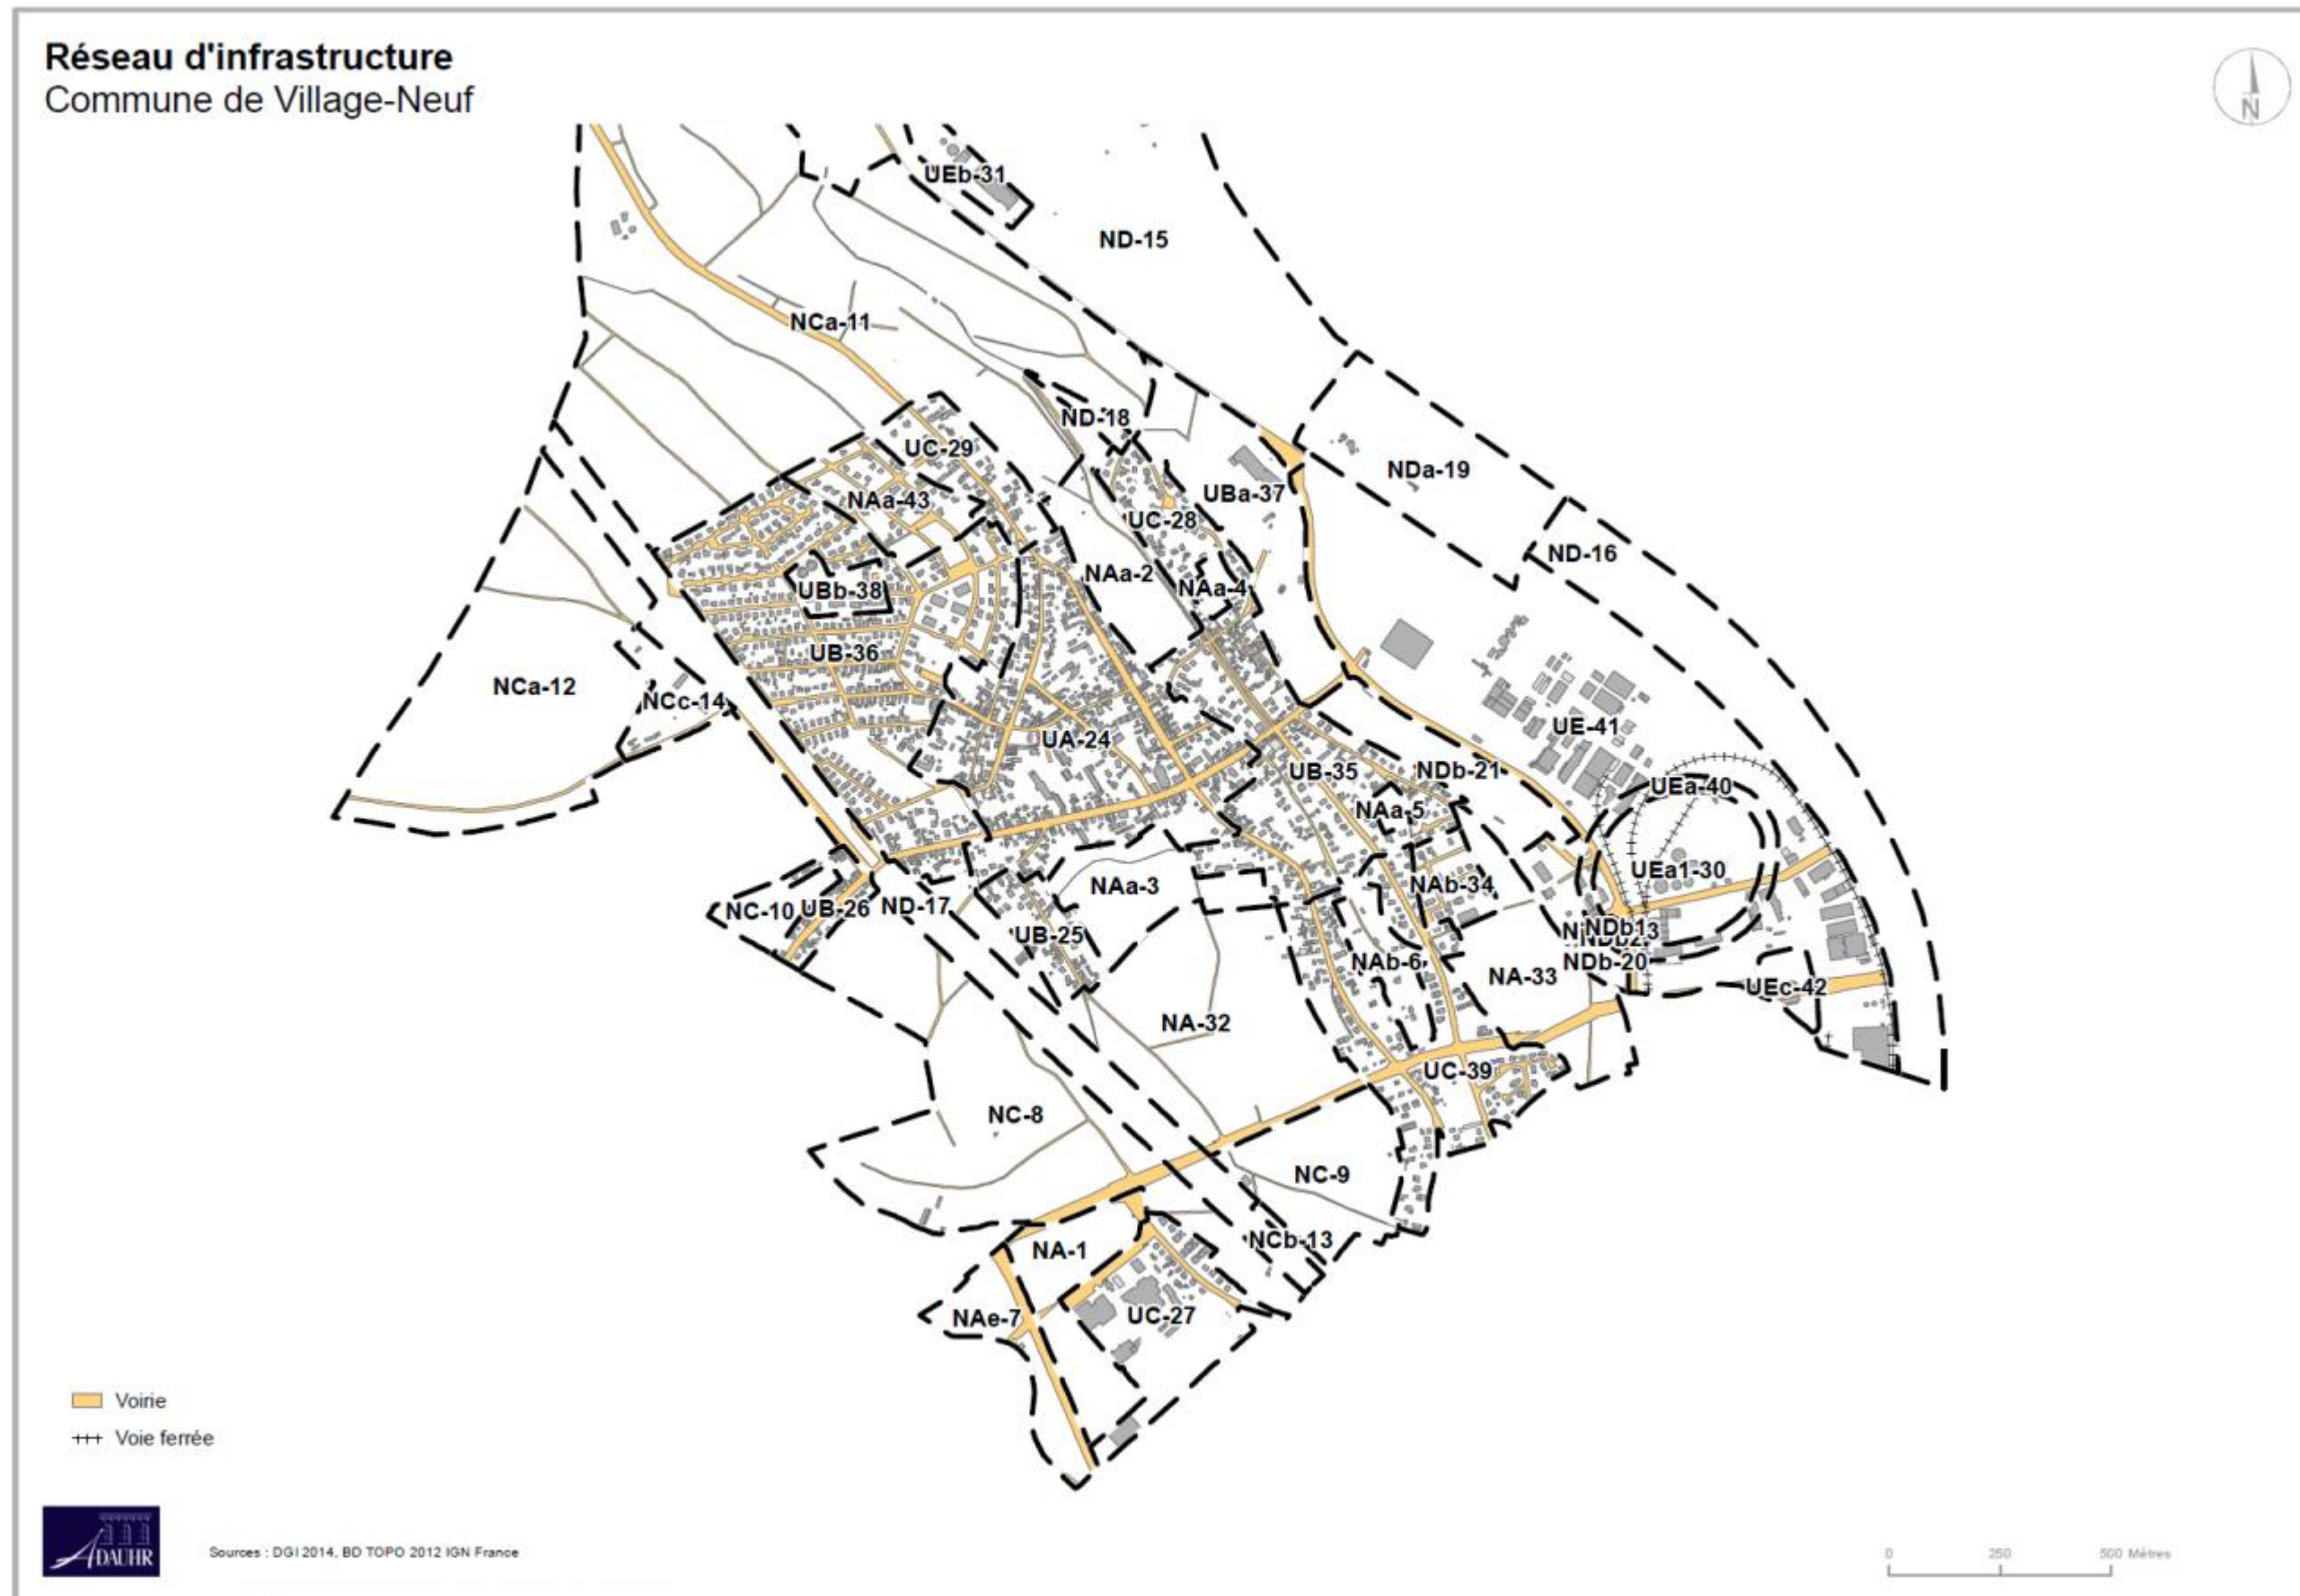 Réseau d'infrastructure
Commune de Village-Neuf
N
UEb-31
ND-15
NCa-11
ND-18
UC-29
NDa-19
UBa-37
NAa-43
UC-28
ND-16
NAa-2
NAa-4
UBb-38
UB-36
NCa-12
NCc-14
UE-41
UA-24
UB-35
NDb-21
UEa-40
NAa-5
UEa1-30
NAa-3
NAb-34
NC-10
UB-26
ND-17
UB-25
NDb13
NDb-20
NAb-6
NA-33
UEc-42
NA-32
UC-39
NC-8
NC-9
NCb-13
NA-1
NAe-7
UC-27
Voirie
Voie ferrée
ADAUHR
Sources : DGI 2014, BD TOPO 2012 IGN France
0 250 500 Mètres